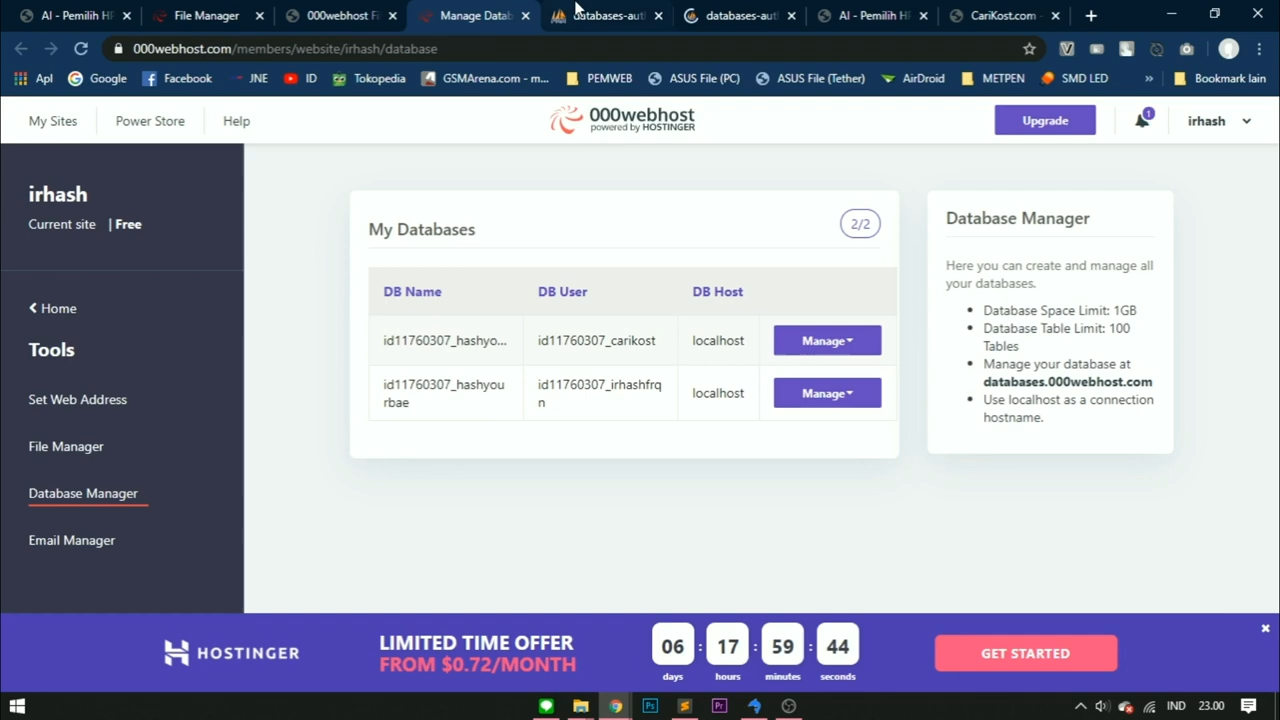 AI - Pemilih HP
File Manager
000webhost Fi
Manage Datab
databases-aut
databases-aut
AI - Pemilih HP
CariKost.com -
000webhost.com/members/website/irhash/database
Apl
Google
Facebook
JNE
ID
Tokopedia
GSMArena.com - m...
PEMWEB
ASUS File (PC)
ASUS File (Tether)
AirDroid
METPEN
SMD LED
»
Bookmark lain
My Sites
Power Store
Help
000webhost
powered by HOSTINGER
Upgrade
1
irhash
irhash
Current site | Free
Home
Tools
Set Web Address
File Manager
Database Manager
Email Manager
My Databases
2/2
DB Name DB User DB Host
id11760307_hashyo... id11760307_carikost localhost Manage
id11760307_hashyou id11760307_irhashfrq localhost Manage
rbae n
Database Manager
Here you can create and manage all
your databases.
• Database Space Limit: 1GB
• Database Table Limit: 100
Tables
• Manage your database at
databases.000webhost.com
• Use localhost as a connection
hostname.
HOSTINGER
LIMITED TIME OFFER
FROM $0.72/MONTH
06 : 17 : 59 : 44
days hours minutes seconds
GET STARTED
Ps
Pr
IND
23.00